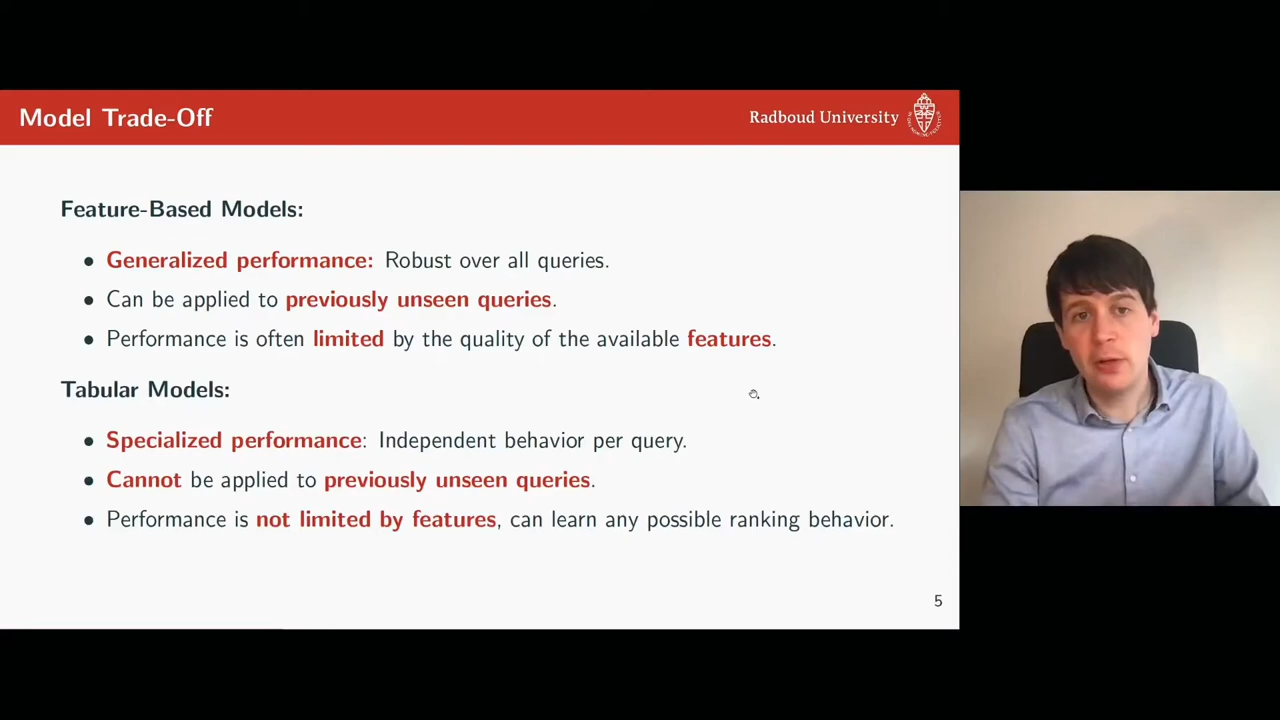 Model Trade-Off
Radboud University
Feature-Based Models:
• Generalized performance: Robust over all queries.
• Can be applied to previously unseen queries.
• Performance is often limited by the quality of the available features.
Tabular Models:
• Specialized performance: Independent behavior per query.
• Cannot be applied to previously unseen queries.
• Performance is not limited by features, can learn any possible ranking behavior.
5